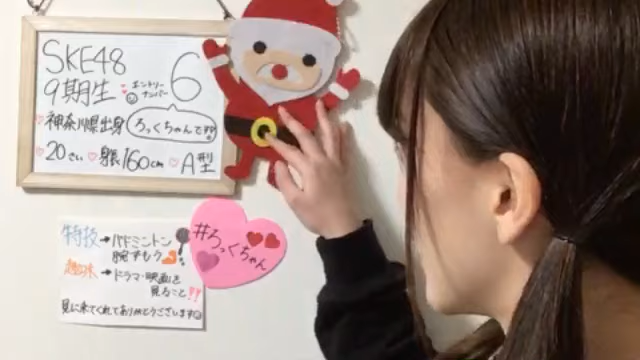 SKE48
9期生 エントリーナンバー 6
神奈川県出身 ろっくちゃんです!!
20さい 身長160cm A型
特技→バドミントン
腕ずもう
趣味→ドラマ・映画を
見ること!!
見に来てくれてありがとうございます
#ろっくちゃん